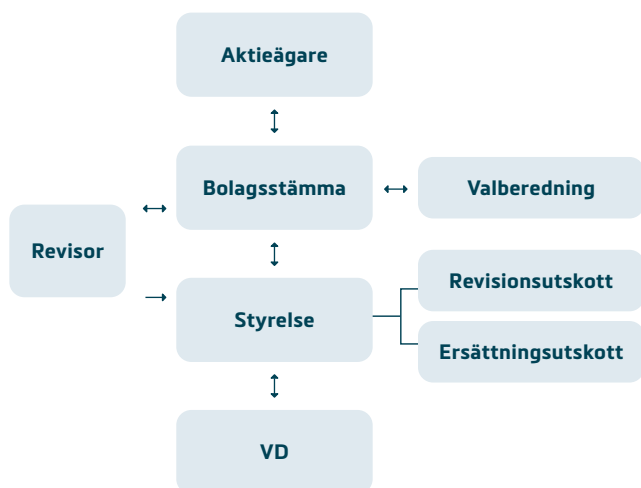 Aktieägare
Bolagsstämma
Valberedning
Revisor
Revisionsutskott
Styrelse
Ersättningsutskott
VD